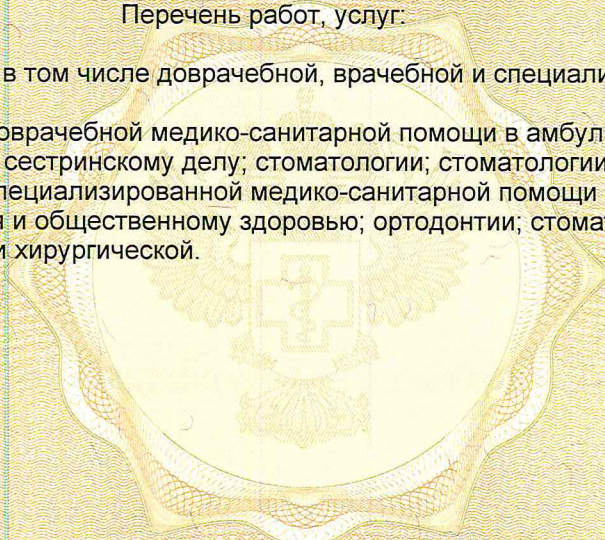 Перечень работ, услуг:
в том числе доврачебной, врачебной и специали
оврачебной медико-санитарной помощи в амбул
сестринскому делу; стоматологии; стоматологии
пециализированной медико-санитарной помощи
и общественному здоровью; ортодонтии; стома
и хирургической.